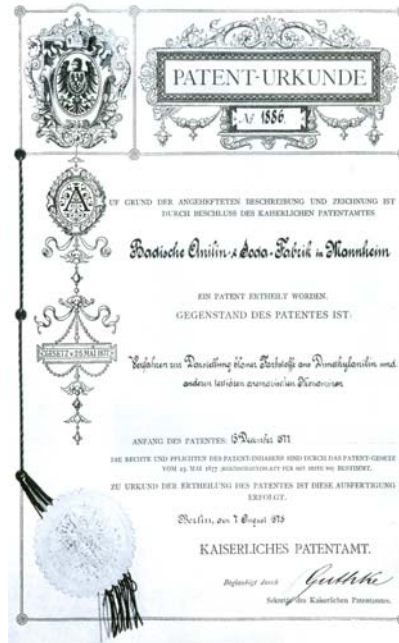 PATENT-URKUNDE
No 1886.
AUF GRUND DER ANGEHEFTETEN BESCHREIBUNG UND ZEICHNUNG IST
DURCH BESCHLUSS DES KAISERLICHEN PATENTAMTES
Badische Anilin- & Soda-Fabrik in Mannheim
EIN PATENT ERTHEILT WORDEN.
GEGENSTAND DES PATENTES IST:
GESETZ v. 25. MAI 1877
Verfahren zur Darstellung blauer Farbstoffe aus Dimethylanilin und
anderen tertiären aromatischen Monaminen
ANFANG DES PATENTES: 15 December 1877
DIE RECHTE UND PFLICHTEN DES PATENT-INHABERS SIND DURCH DAS PATENT-GESETZ
VOM 25. MAI 1877 (REICHSGESETZBLATT FÜR 1877 SEITE 501) BESTIMMT.
ZU URKUND DER ERTHEILUNG DES PATENTES IST DIESE AUSFERTIGUNG
ERFOLGT.
Berlin, den 7 August 1878
KAISERLICHES PATENTAMT.
Beglaubigt durch Guthke
Sekretär des Kaiserlichen Patentamtes.